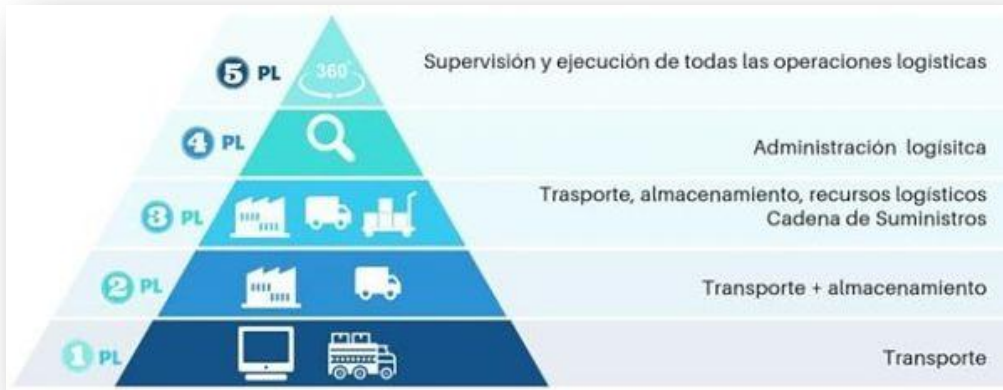 5 PL
360°
Supervisión y ejecución de todas las operaciones logisticas
4 PL
Administración logísitca
3 PL
Trasporte, almacenamiento, recursos logísticos
Cadena de Suministros
2 PL
Transporte + almacenamiento
1 PL
Transporte